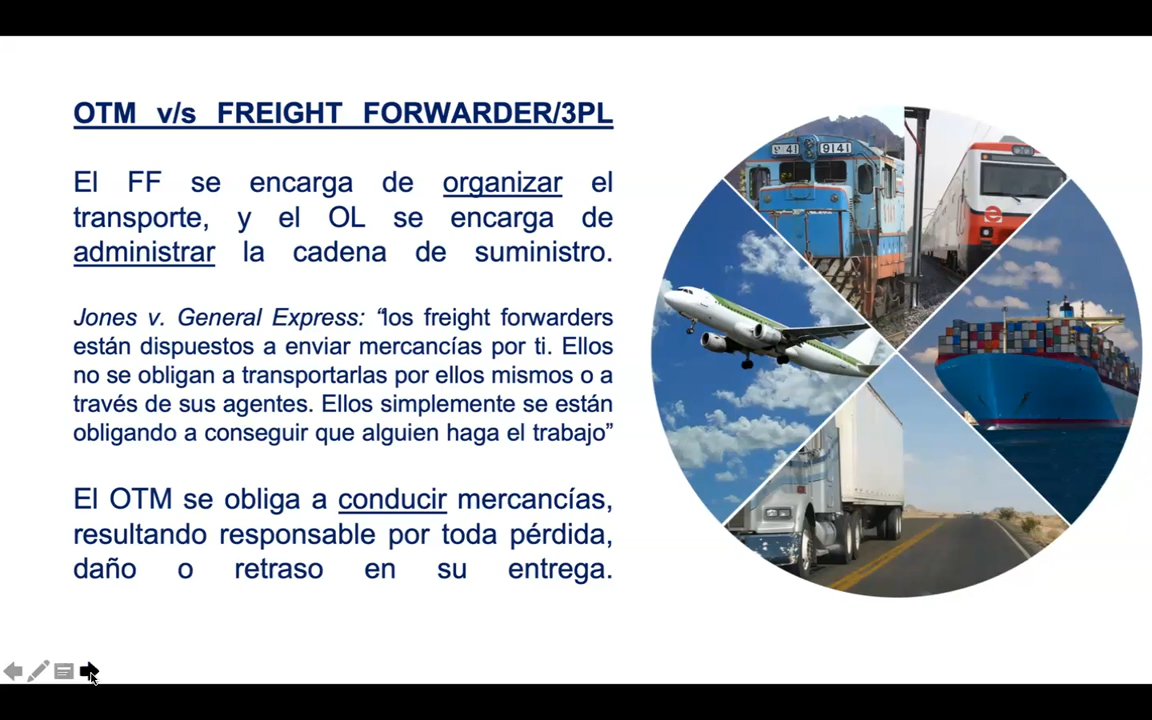 OTM v/s FREIGHT FORWARDER/3PL
El FF se encarga de organizar el
transporte, y el OL se encarga de
administrar la cadena de suministro.
Jones v. General Express: “los freight forwarders
están dispuestos a enviar mercancías por ti. Ellos
no se obligan a transportarlas por ellos mismos o a
través de sus agentes. Ellos simplemente se están
obligando a conseguir que alguien haga el trabajo”
El OTM se obliga a conducir mercancías,
resultando responsable por toda pérdida,
daño o retraso en su entrega.
9141